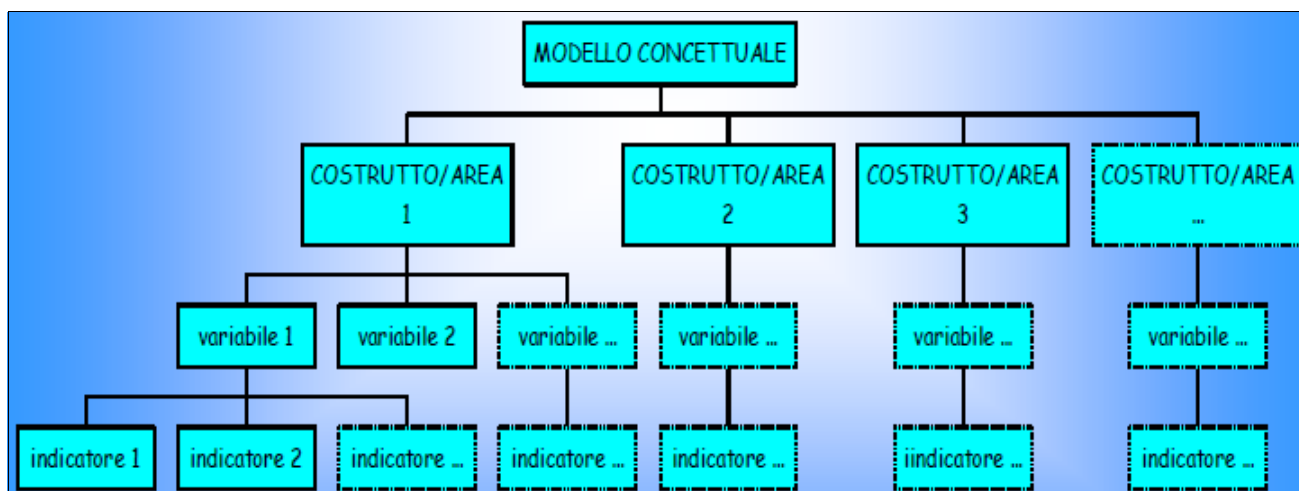 MODELLO CONCETTUALE
COSTRUTTO/AREA
1
COSTRUTTO/AREA
2
COSTRUTTO/AREA
3
COSTRUTTO/AREA
...
variabile 1
variabile 2
variabile ...
variabile ...
variabile ...
variabile ...
indicatore 1
indicatore 2
indicatore ...
indicatore ...
indicatore ...
iindicatore ...
indicatore ...